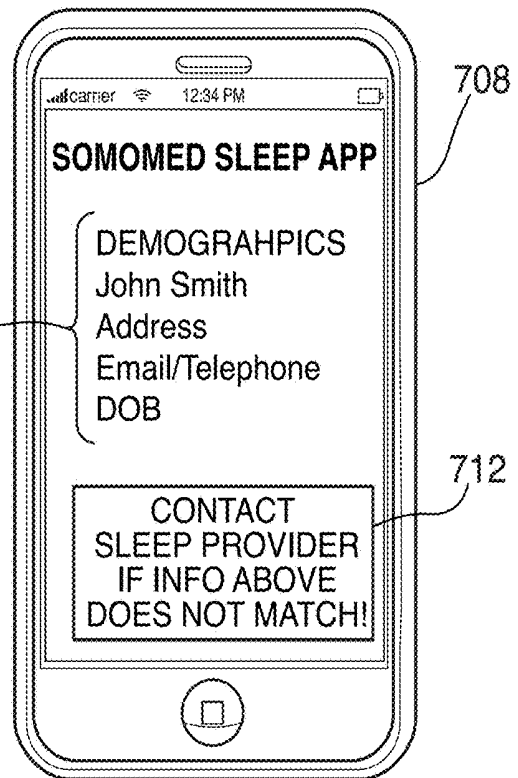 carrier 12:34 PM
708
SOMOMED SLEEP APP
DEMOGRAHPICS
John Smith
Address
Email/Telephone
DOB
712
CONTACT
SLEEP PROVIDER
IF INFO ABOVE
DOES NOT MATCH!